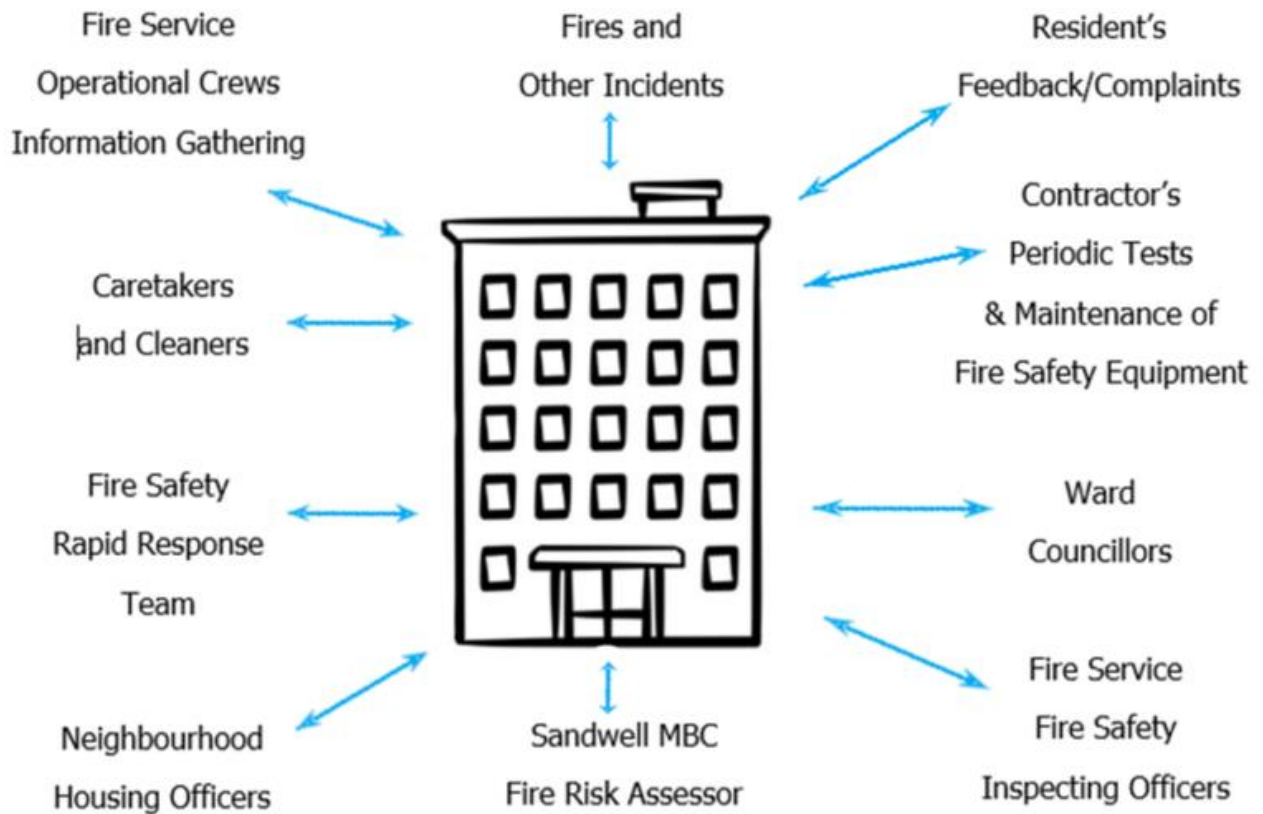 Fire Service
Operational Crews
Information Gathering
Fires and
Other Incidents
Resident’s
Feedback/Complaints
Contractor’s
Periodic Tests
& Maintenance of
Fire Safety Equipment
Caretakers
and Cleaners
Fire Safety
Rapid Response
Team
Ward
Councillors
Neighbourhood
Housing Officers
Sandwell MBC
Fire Risk Assessor
Fire Service
Fire Safety
Inspecting Officers